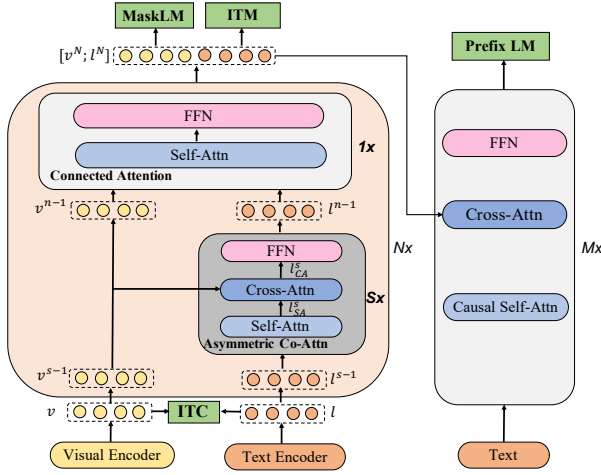 MaskLM
ITM
[v^N; l^N]
Prefix LM
FFN
1x
Self-Attn
Connected Attention
v^{n-1}
l^{n-1}
FFN
l^s_{CA}
Cross-Attn
Sx
l^s_{SA}
Self-Attn
Asymmetric Co-Attn
Nx
v^{s-1}
l^{s-1}
v
ITC
l
Visual Encoder
Text Encoder
FFN
Cross-Attn
Mx
Causal Self-Attn
Text